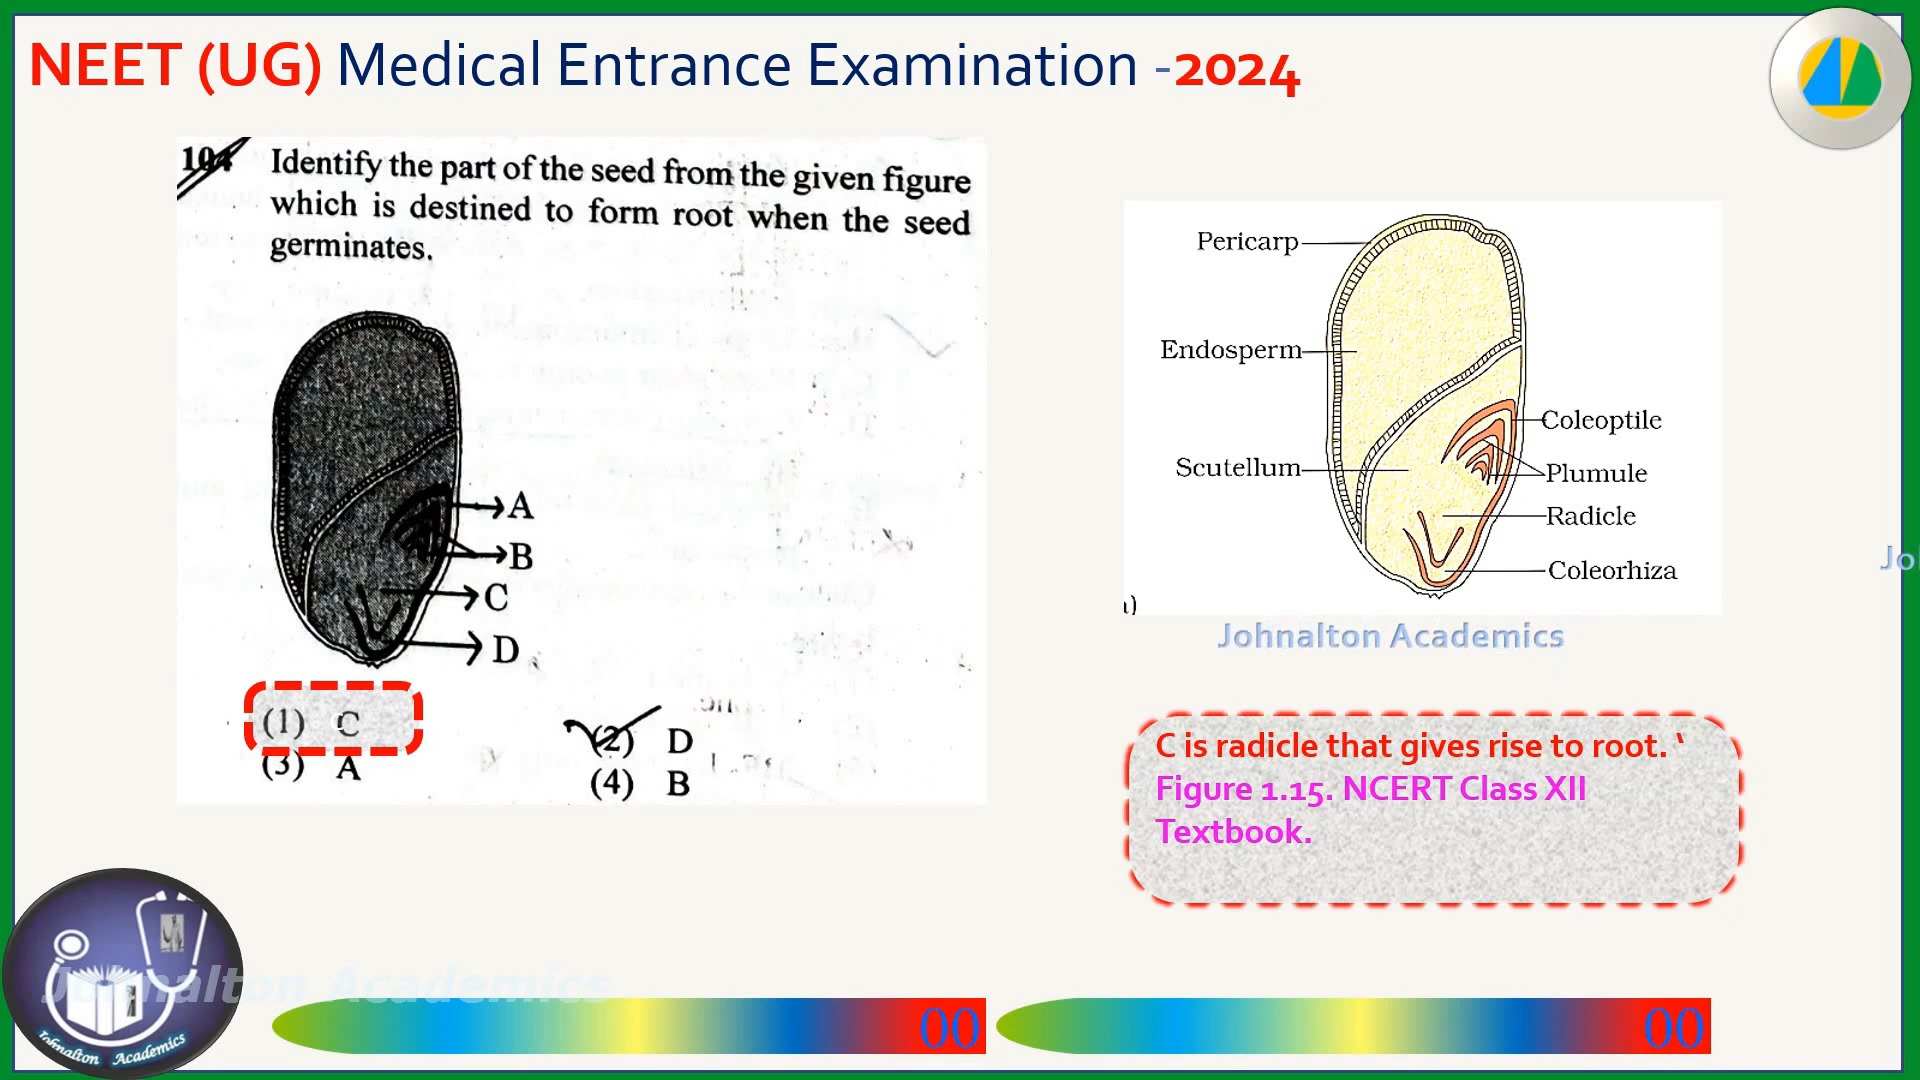 NEET (UG) Medical Entrance Examination -2024
104 Identify the part of the seed from the given figure
which is destined to form root when the seed
germinates.
A
B
C
D
(1) C
(2) D
(3) A
(4) B
Pericarp
Endosperm
Scutellum
Coleoptile
Plumule
Radicle
Coleorhiza
Johnalton Academics
C is radicle that gives rise to root. ‘
Figure 1.15. NCERT Class XII
Textbook.
Johnalton Academics
Johnalton Academics
00
00